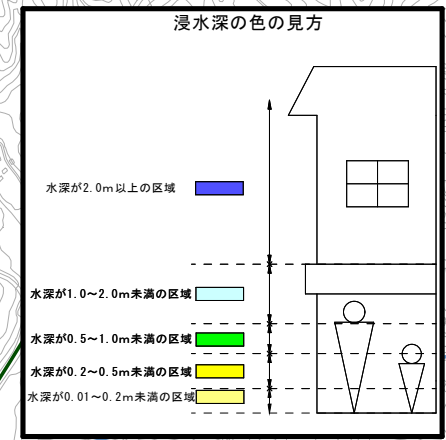 浸水深の色の見方
水深が2.0m以上の区域
水深が1.0～2.0m未満の区域
水深が0.5～1.0m未満の区域
水深が0.2～0.5m未満の区域
水深が0.01～0.2m未満の区域